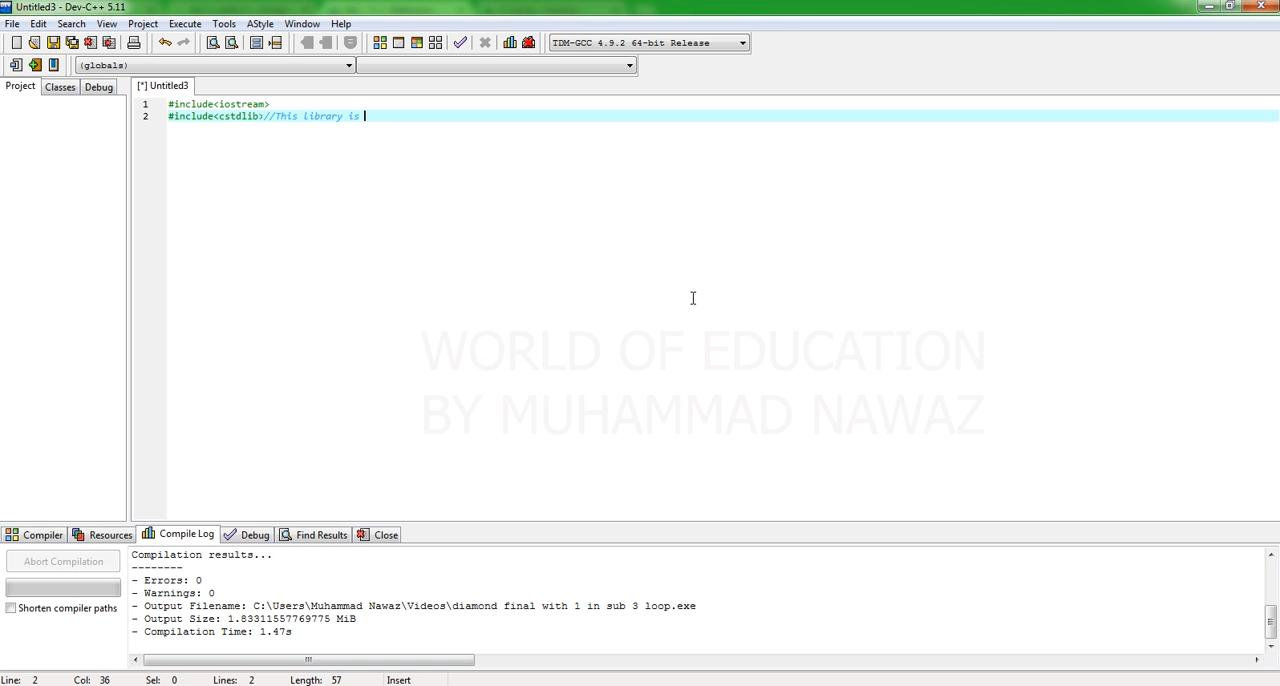 Untitled3 - Dev-C++ 5.11
File Edit Search View Project Execute Tools AStyle Window Help
TDM-GCC 4.9.2 64-bit Release
(globals)
Project Classes Debug [*] Untitled3
1 #include<iostream>
2 #include<cstdlib>//This library is
WORLD OF EDUCATION
BY MUHAMMAD NAWAZ
Compiler Resources Compile Log Debug Find Results Close
Abort Compilation
Shorten compiler paths
Compilation results...
--------
- Errors: 0
- Warnings: 0
- Output Filename: C:\Users\Muhammad Nawaz\Videos\diamond final with 1 in sub 3 loop.exe
- Output Size: 1.83311557769775 MiB
- Compilation Time: 1.47s
Line: 2 Col: 36 Sel: 0 Lines: 2 Length: 57 Insert